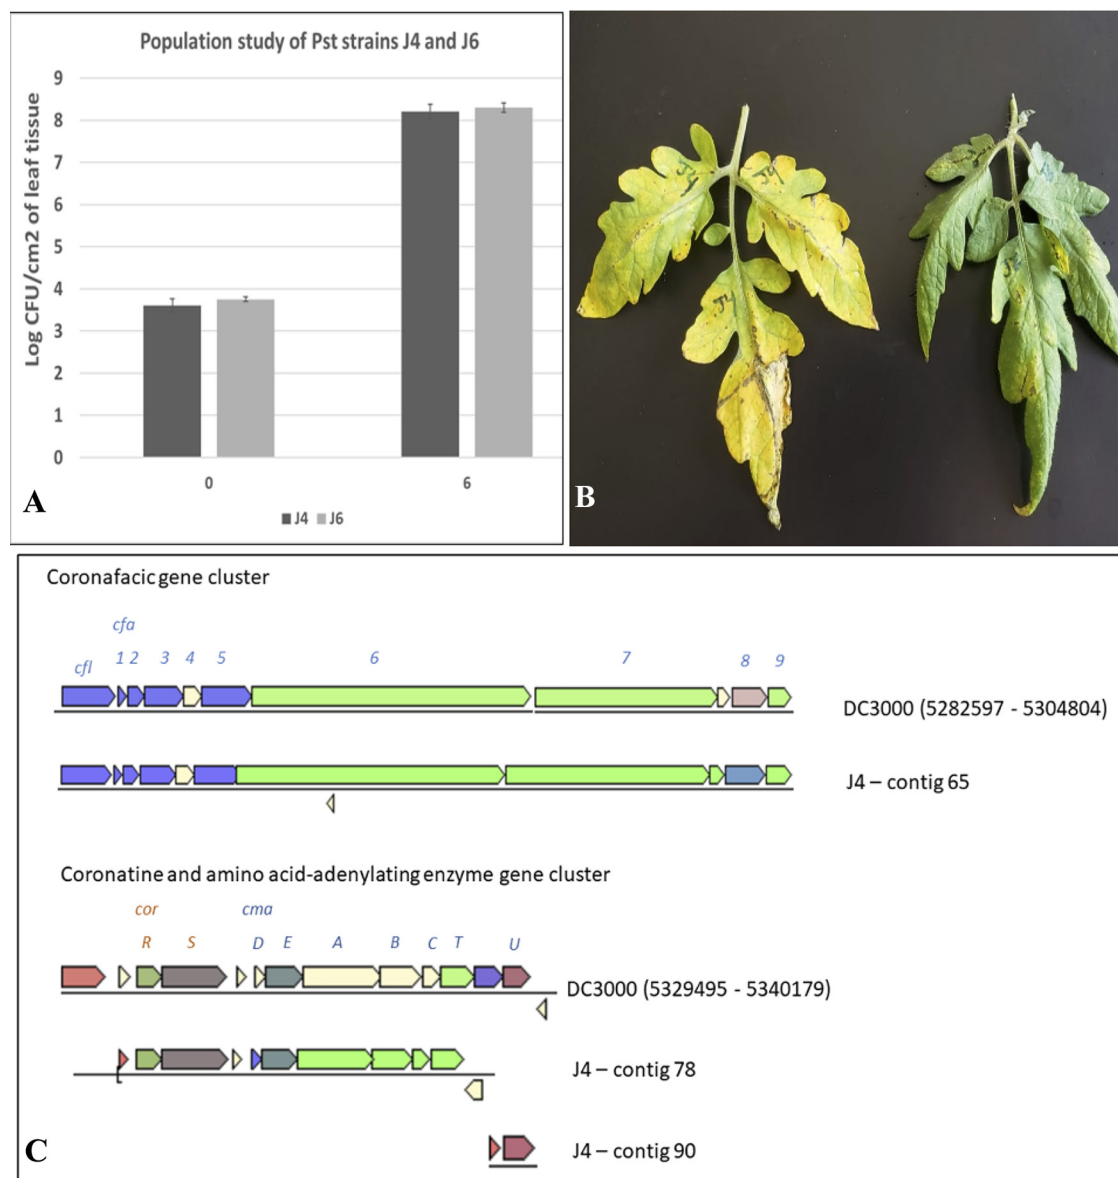 Population study of Pst strains J4 and J6
Log CFU/cm2 of leaf tissue
9
8
7
6
5
4
3
2
1
0
0 6
J4 J6
A
J4 J4
J4
B
Coronafacic gene cluster
cfa
cfl 1 2 3 4 5 6 7 8 9
DC3000 (5282597 - 5304804)
J4 – contig 65
Coronatine and amino acid-adenylating enzyme gene cluster
cor cma
R S D E A B C T U
DC3000 (5329495 - 5340179)
J4 – contig 78
J4 – contig 90
C